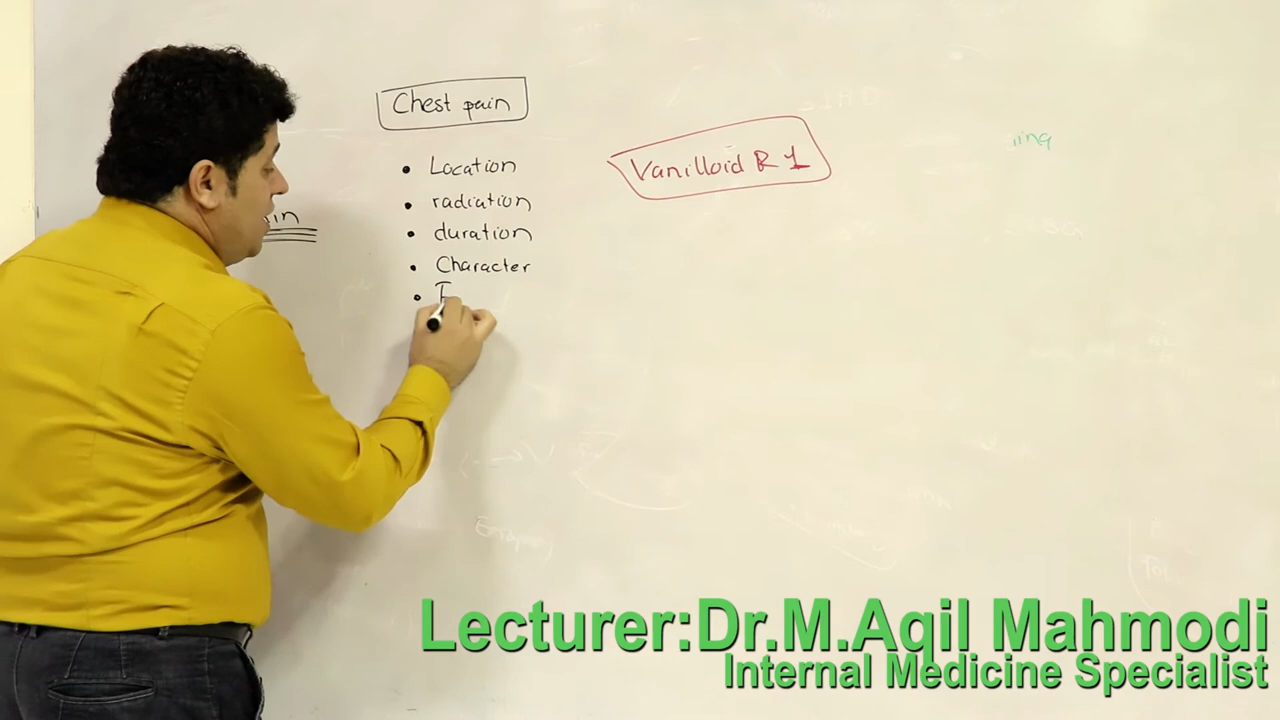 Chest pain
• Location
Vanilloid R 1
• radiation
• duration
• Character
Lecturer:Dr.M.Aqil Mahmodi
Internal Medicine Specialist